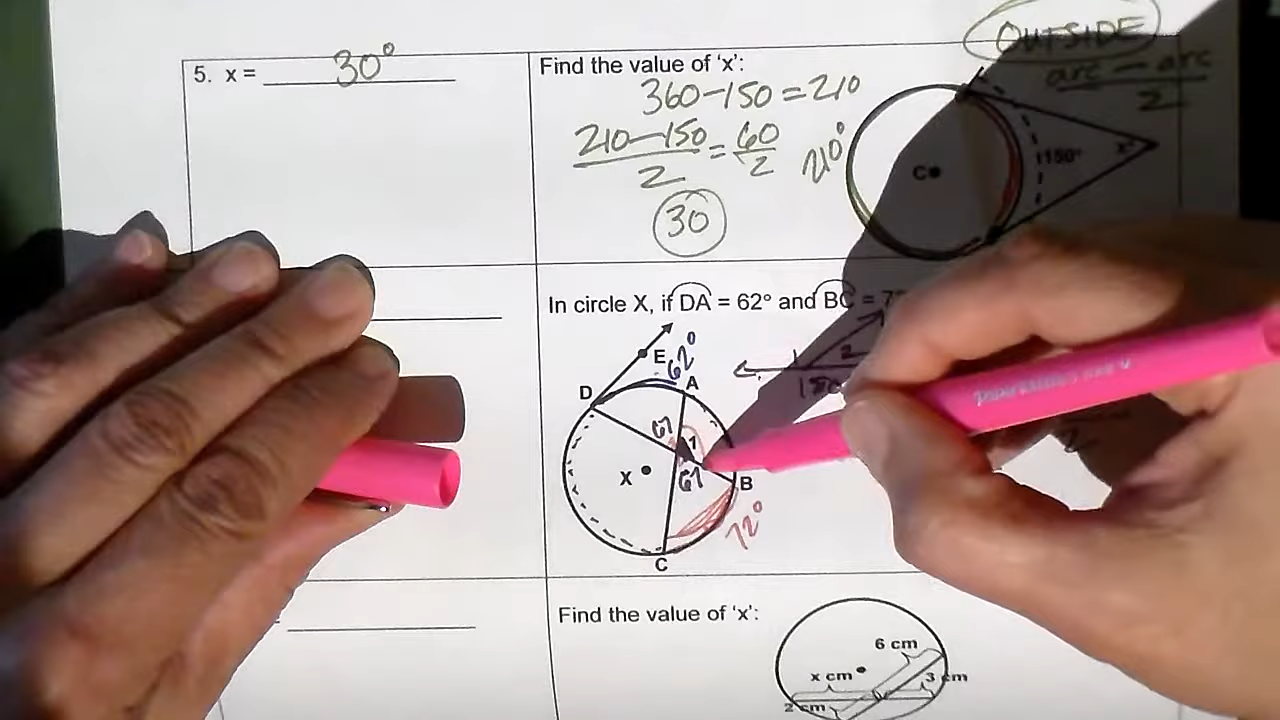 OUTSIDE
arc - arc
2
5. x = 30°
Find the value of ‘x’:
360-150 = 210
210-150
2
= 60
2
30
210°
C
150°
x°
In circle X, if DA = 62° and BC = 7
E
62°
D
A
67
1
67
X
B
72°
C
2
Find the value of ‘x’:
6 cm
x cm
3 cm
2 cm